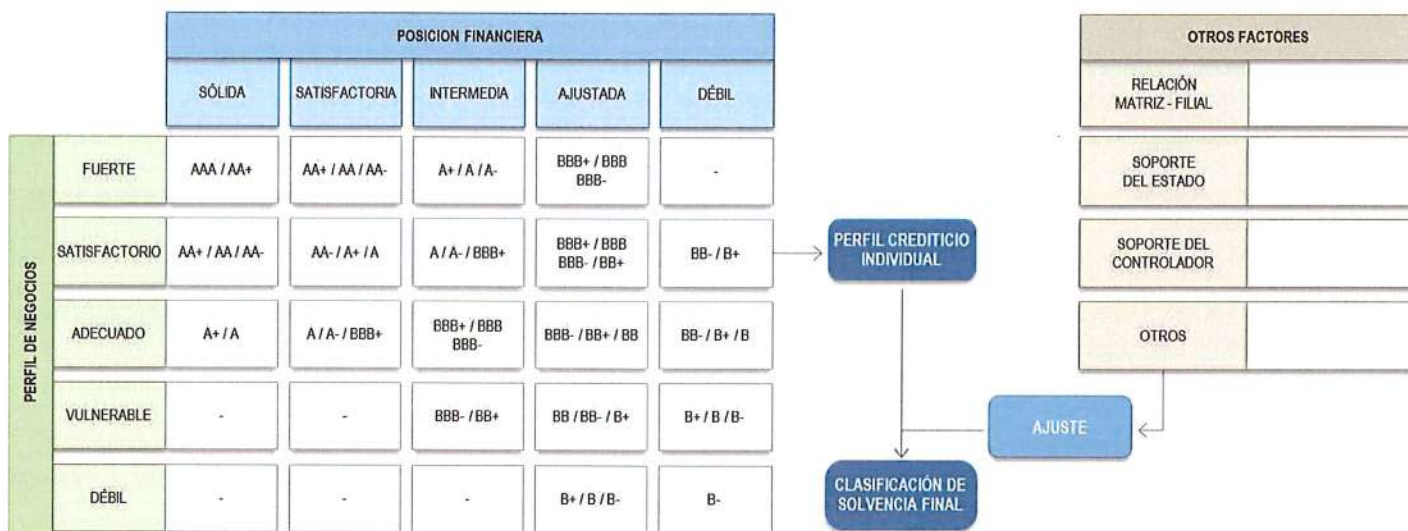 POSICION FINANCIERA
OTROS FACTORES
SÓLIDA
SATISFACTORIA
INTERMEDIA
AJUSTADA
DÉBIL
RELACIÓN
MATRIZ - FILIAL
PERFIL DE NEGOCIOS
FUERTE
AAA / AA+
AA+ / AA / AA-
A+ / A / A-
BBB+ / BBB
BBB-
-
SOPORTE
DEL ESTADO
SATISFACTORIO
AA+ / AA / AA-
AA- / A+ / A
A / A- / BBB+
BBB+ / BBB
BBB- / BB+
BB- / B+
PERFIL CREDITICIO
INDIVIDUAL
SOPORTE DEL
CONTROLADOR
ADECUADO
A+ / A
A / A- / BBB+
BBB+ / BBB
BBB-
BBB- / BB+ / BB
BB- / B+ / B
OTROS
VULNERABLE
-
-
BBB- / BB+
BB / BB- / B+
B+ / B / B-
AJUSTE
DÉBIL
-
-
-
B+ / B / B-
B-
CLASIFICACIÓN DE
SOLVENCIA FINAL